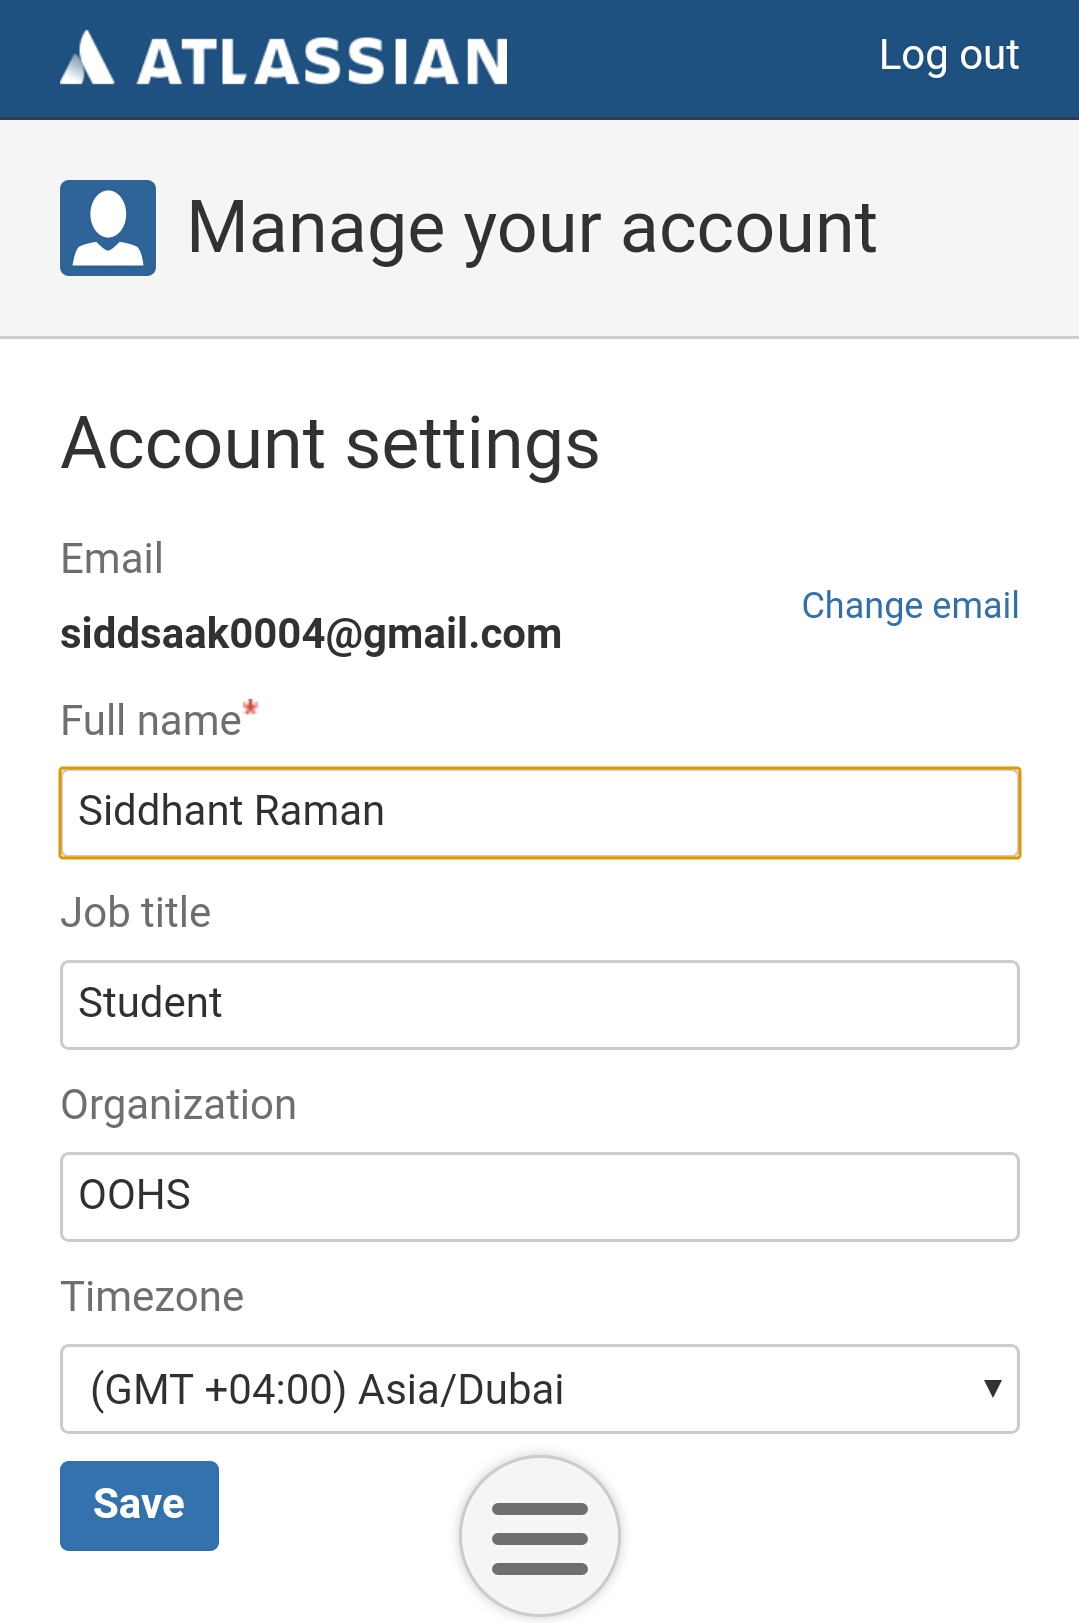 ATLASSIAN
Log out
Manage your account
Account settings
Email
siddsaak0004@gmail.com
Change email
Full name*
Siddhant Raman
Job title
Student
Organization
OOHS
Timezone
(GMT +04:00) Asia/Dubai
Save